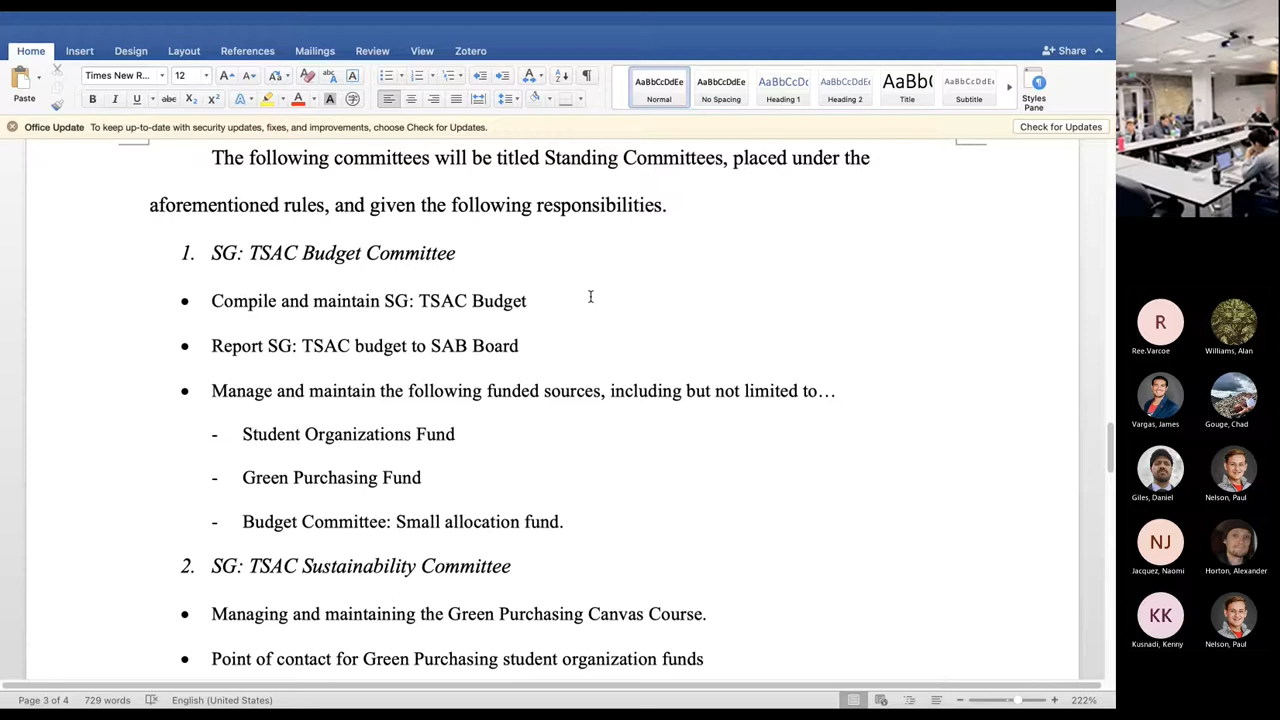 Home Insert Design Layout References Mailings Review View Zotero Share
Paste Times New R... 12
AaBbCcDdEe AaBbCcDdEe AaBbCcDc AaBbCcDdEe AaBb( AaBbCcDdEe
Normal No Spacing Heading 1 Heading 2 Title Subtitle Styles Pane
Office Update To keep up-to-date with security updates, fixes, and improvements, choose Check for Updates. Check for Updates
The following committees will be titled Standing Committees, placed under the
aforementioned rules, and given the following responsibilities.
1. SG: TSAC Budget Committee
• Compile and maintain SG: TSAC Budget
• Report SG: TSAC budget to SAB Board
• Manage and maintain the following funded sources, including but not limited to…
- Student Organizations Fund
- Green Purchasing Fund
- Budget Committee: Small allocation fund.
2. SG: TSAC Sustainability Committee
• Managing and maintaining the Green Purchasing Canvas Course.
• Point of contact for Green Purchasing student organization funds
Page 3 of 4 729 words English (United States) 222%
R
Ree.Varcoe Williams, Alan
Vargas, James Gouge, Chad
Giles, Daniel Nelson, Paul
NJ
Jacquez, Naomi Horton, Alexander
KK
Kusnadi, Kenny Nelson, Paul